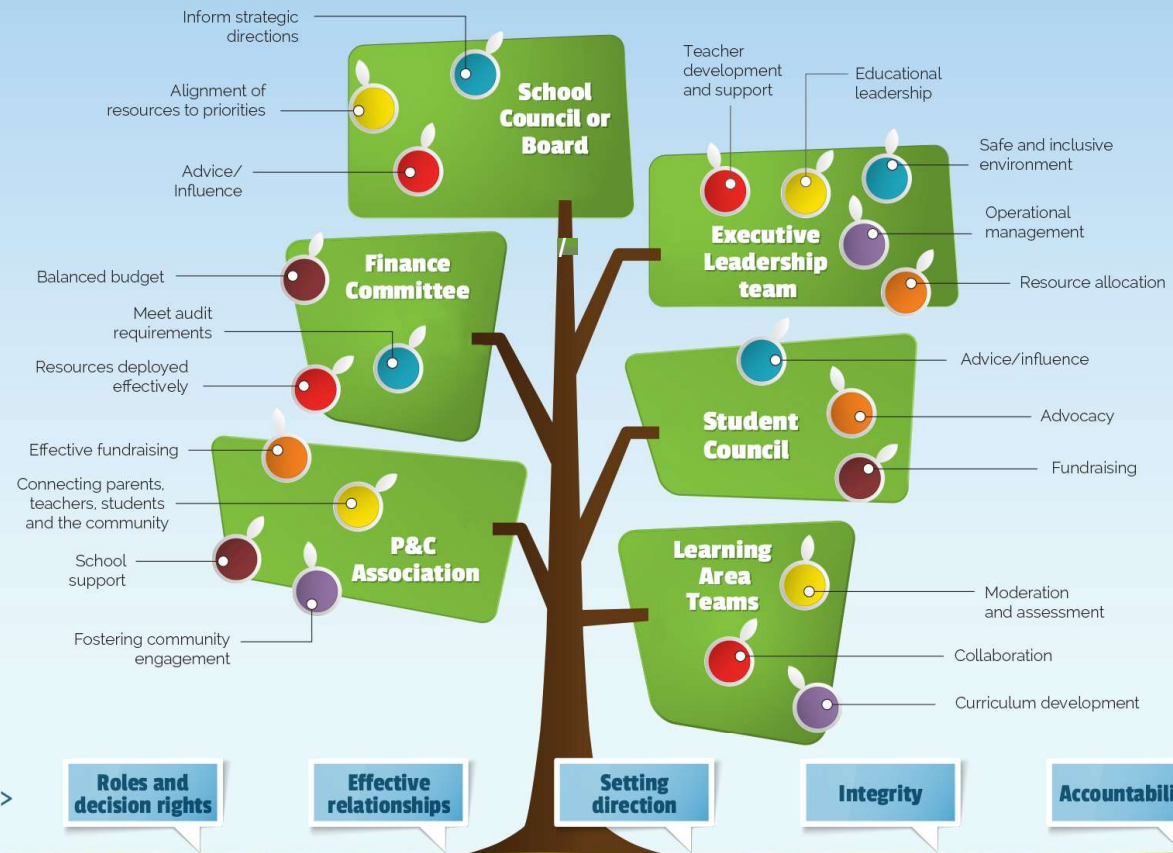 Inform strategic
directions
Alignment of
resources to priorities
Advice/
Influence
School
Council or
Board
Teacher
development
and support
Educational
leadership
Safe and inclusive
environment
Operational
management
Resource allocation
Executive
Leadership
team
Balanced budget
Meet audit
requirements
Resources deployed
effectively
Finance
Committee
Advice/influence
Advocacy
Fundraising
Student
Council
Effective fundraising
Connecting parents,
teachers, students
and the community
School
support
Fostering community
engagement
P&C
Association
Learning
Area
Teams
Moderation
and assessment
Collaboration
Curriculum development
/
>
Roles and
decision rights
Effective
relationships
Setting
direction
Integrity
Accountabili